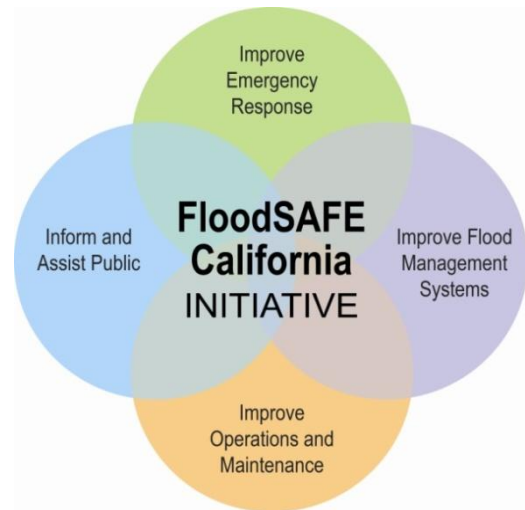 Improve
Emergency
Response
Inform and
Assist Public
FloodSAFE
California
INITIATIVE
Improve Flood
Management
Systems
Improve
Operations and
Maintenance